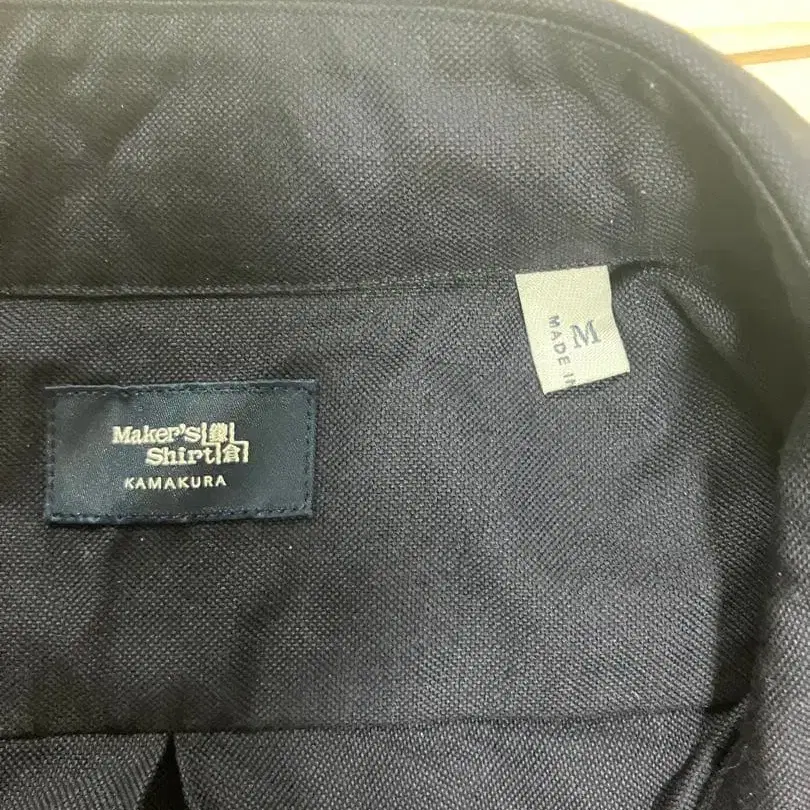 Maker's 鎌
Shirt 倉
KAMAKURA
M
MADE IN